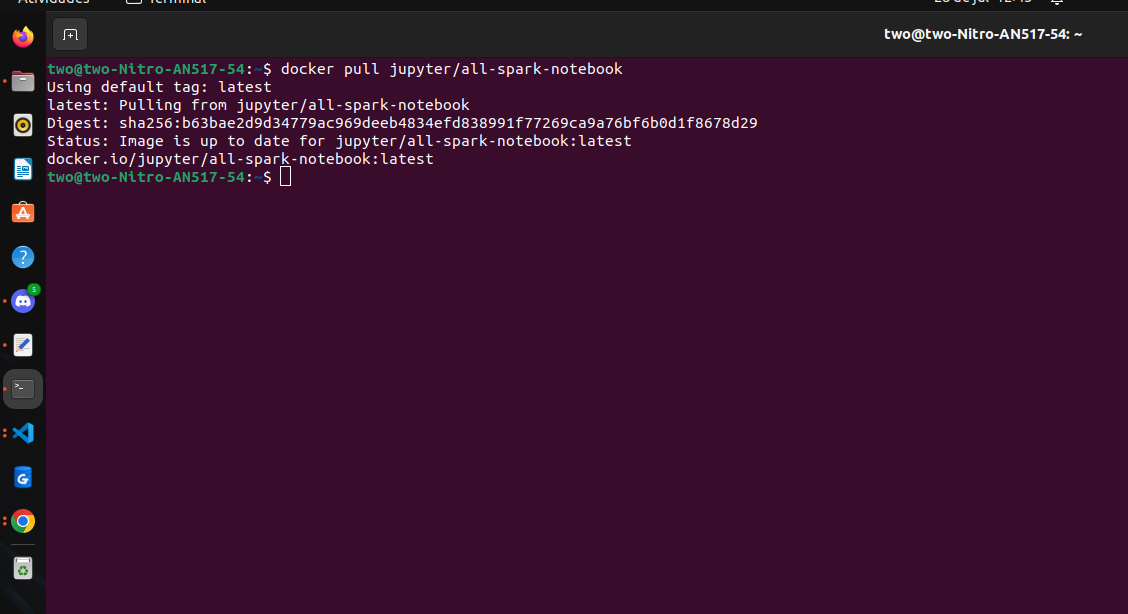 Atividades Terminal
two@two-Nitro-AN517-54: ~
two@two-Nitro-AN517-54:~$ docker pull jupyter/all-spark-notebook
Using default tag: latest
latest: Pulling from jupyter/all-spark-notebook
Digest: sha256:b63bae2d9d34779ac969deeb4834efd838991f77269ca9a76bf6b0d1f8678d29
Status: Image is up to date for jupyter/all-spark-notebook:latest
docker.io/jupyter/all-spark-notebook:latest
two@two-Nitro-AN517-54:~$